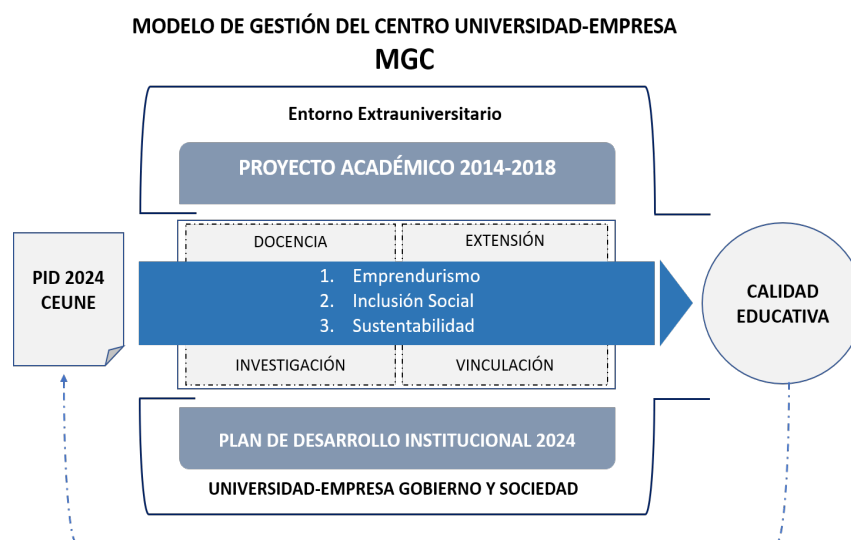 MODELO DE GESTIÓN DEL CENTRO UNIVERSIDAD-EMPRESA
MGC
Entorno Extrauniversitario
PROYECTO ACADÉMICO 2014-2018
PID 2024
CEUNE
DOCENCIA
EXTENSIÓN
1. Emprendurismo
2. Inclusión Social
3. Sustentabilidad
INVESTIGACIÓN
VINCULACIÓN
CALIDAD
EDUCATIVA
PLAN DE DESARROLLO INSTITUCIONAL 2024
UNIVERSIDAD-EMPRESA GOBIERNO Y SOCIEDAD